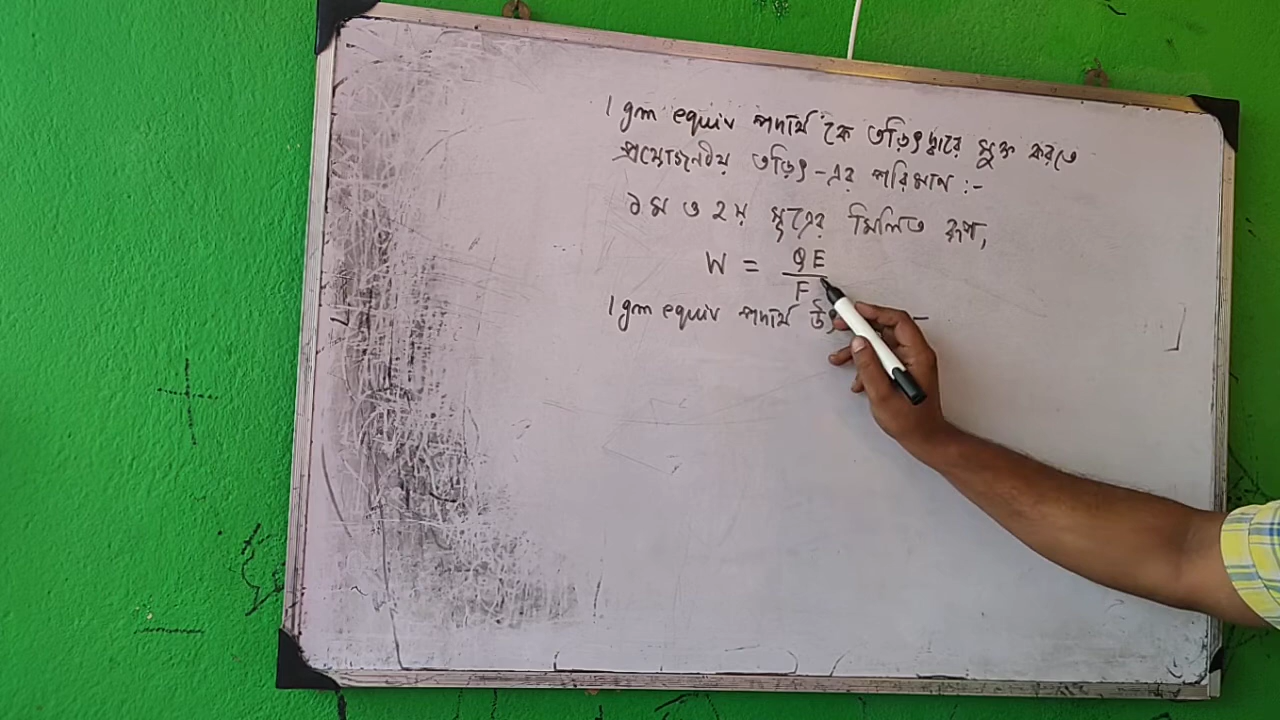 1 gm equiv পদার্থ কে তড়িৎদ্বারে মুক্ত করতে
প্রয়োজনীয় তড়িৎ-এর পরিমান :-
১ম ও ২য় সূত্রের মিলিত রূপ,
W = QE/F
1 gm equiv পদার্থ